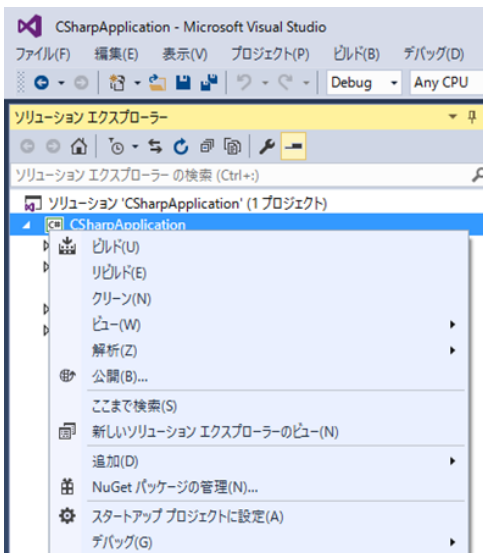 CSharpApplication - Microsoft Visual Studio
ファイル(F) 編集(E) 表示(V) プロジェクト(P) ビルド(B) デバッグ(D)
Debug Any CPU
ソリューション エクスプローラー
ソリューション エクスプローラー の検索 (Ctrl+:)
ソリューション 'CSharpApplication' (1 プロジェクト)
C# CSharpApplication
ビルド(U)
リビルド(E)
クリーン(N)
ビュー(W)
解析(Z)
公開(B)...
ここまで検索(S)
新しいソリューション エクスプローラーのビュー(N)
追加(D)
NuGet パッケージの管理(N)...
スタートアップ プロジェクトに設定(A)
デバッグ(G)